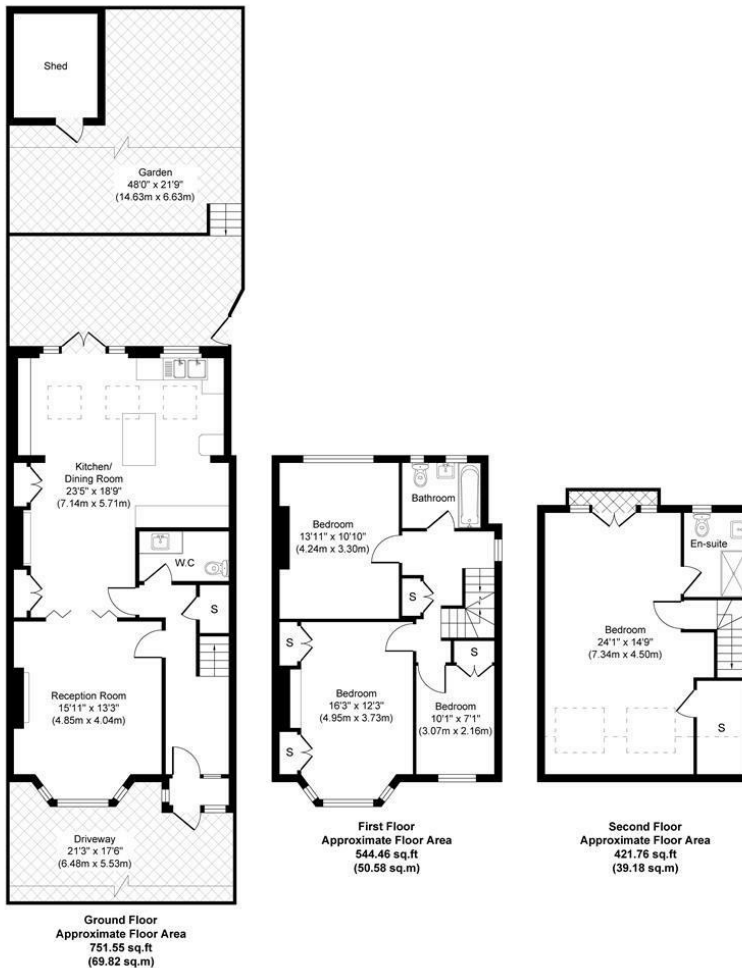 Shed
Garden
48'0" x 21'9"
(14.63m x 6.63m)
Kitchen/
Dining Room
23'5" x 18'9"
(7.14m x 5.71m)
W.C
S
Reception Room
15'11" x 13'3"
(4.85m x 4.04m)
Driveway
21'3" x 17'6"
(6.48m x 5.53m)
Ground Floor
Approximate Floor Area
751.55 sq.ft
(69.82 sq.m)
Bathroom
Bedroom
13'11" x 10'10"
(4.24m x 3.30m)
S
S
S
Bedroom
16'3" x 12'3"
(4.95m x 3.73m)
Bedroom
10'1" x 7'1"
(3.07m x 2.16m)
S
First Floor
Approximate Floor Area
544.46 sq.ft
(50.58 sq.m)
En-suite
Bedroom
24'1" x 14'9"
(7.34m x 4.50m)
S
Second Floor
Approximate Floor Area
421.76 sq.ft
(39.18 sq.m)